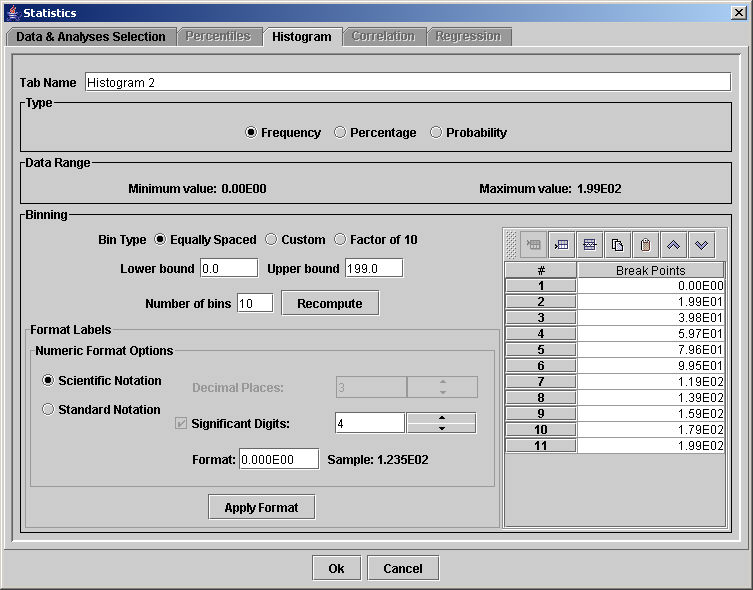 Statistics
Data & Analyses Selection Percentiles Histogram Correlation Regression
Tab Name Histogram 2
Type
Frequency Percentage Probability
Data Range
Minimum value: 0.00E00 Maximum value: 1.99E02
Binning
Bin Type Equally Spaced Custom Factor of 10
Lower bound 0.0 Upper bound 199.0
Number of bins 10 Recompute
Format Labels
Numeric Format Options
Scientific Notation
Decimal Places: 3
Standard Notation
Significant Digits: 4
Format: 0.000E00 Sample: 1.235E02
Apply Format
# Break Points
1 0.00E00
2 1.99E01
3 3.98E01
4 5.97E01
5 7.96E01
6 9.95E01
7 1.19E02
8 1.39E02
9 1.59E02
10 1.79E02
11 1.99E02
Ok Cancel